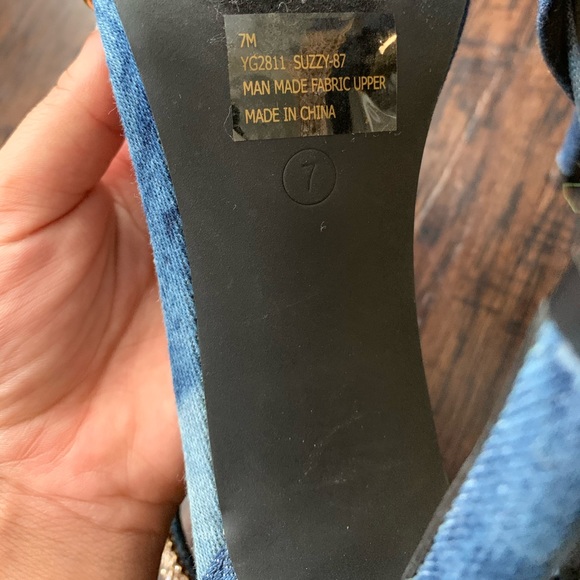 7M
YG2811 SUZZY-87
MAN MADE FABRIC UPPER
MADE IN CHINA
7